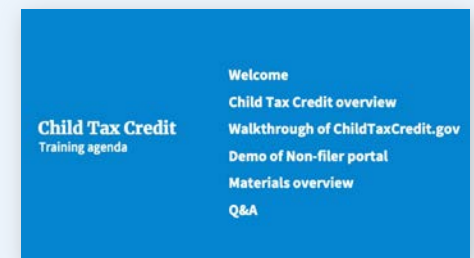 Child Tax Credit
Training agenda
Welcome
Child Tax Credit overview
Walkthrough of ChildTaxCredit.gov
Demo of Non-filer portal
Materials overview
Q&A